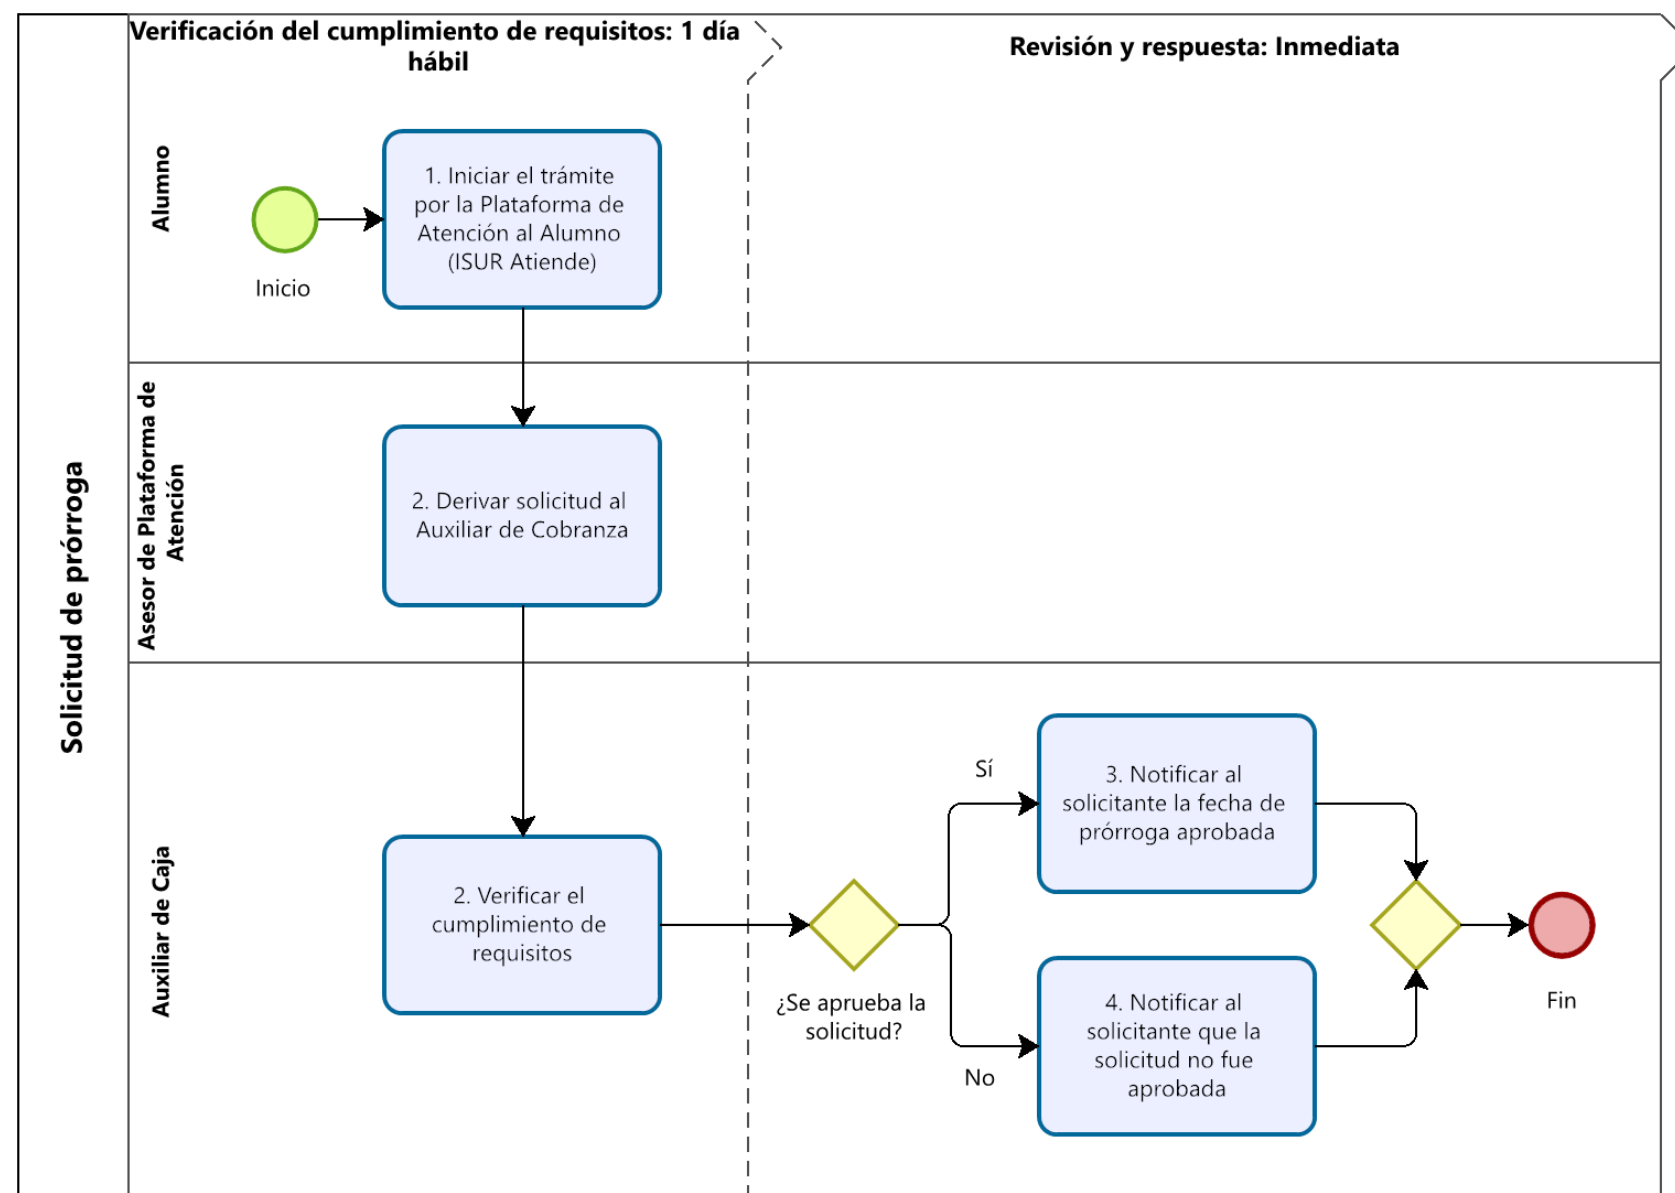 Verificación del cumplimiento de requisitos: 1 día
hábil
Revisión y respuesta: Inmediata
Solicitud de prórroga
Alumno
Inicio
1. Iniciar el trámite
por la Plataforma de
Atención al Alumno
(ISUR Atiende)
Asesor de Plataforma de
Atención
2. Derivar solicitud al
Auxiliar de Cobranza
Auxiliar de Caja
2. Verificar el
cumplimiento de
requisitos
¿Se aprueba la
solicitud?
Sí
3. Notificar al
solicitante la fecha de
prórroga aprobada
No
4. Notificar al
solicitante que la
solicitud no fue
aprobada
Fin